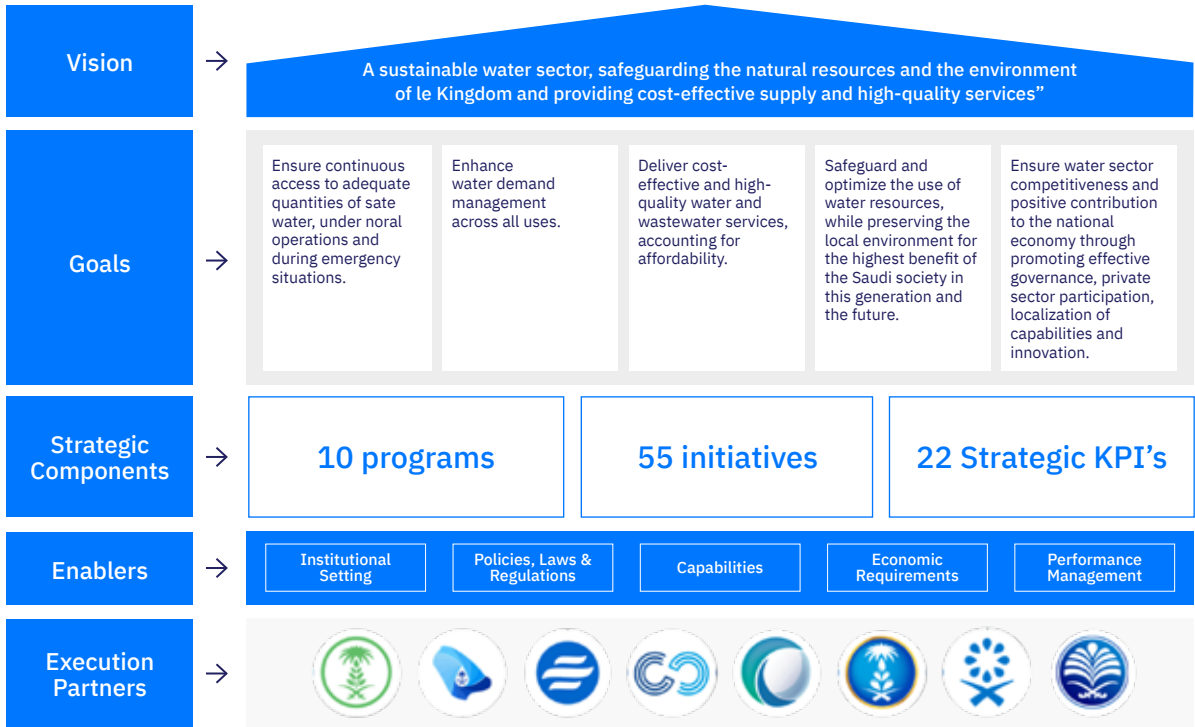 Vision
A sustainable water sector, safeguarding the natural resources and the environment
of le Kingdom and providing cost-effective supply and high-quality services”
Goals
Ensure continuous
access to adequate
quantities of sate
water, under noral
operations and
during emergency
situations.
Enhance
water demand
management
across all uses.
Deliver cost-
effective and high-
quality water and
wastewater services,
accounting for
affordability.
Safeguard and
optimize the use of
water resources,
while preserving the
local environment for
the highest benefit of
the Saudi society in
this generation and
the future.
Ensure water sector
competitiveness and
positive contribution
to the national
economy through
promoting effective
governance, private
sector participation,
localization of
capabilities and
innovation.
Strategic
Components
10 programs
55 initiatives
22 Strategic KPI’s
Enablers
Institutional
Setting
Policies, Laws &
Regulations
Capabilities
Economic
Requirements
Performance
Management
Execution
Partners